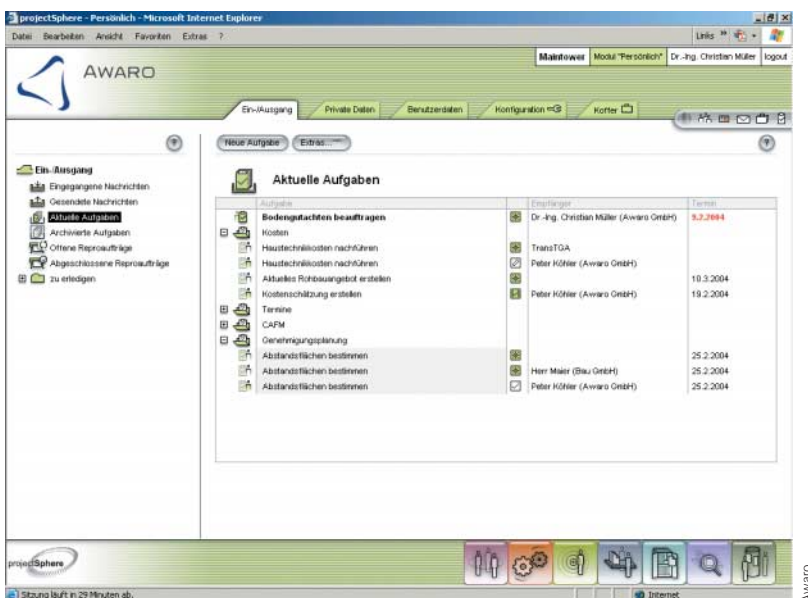 projectSphere - Persönlich - Microsoft Internet Explorer
Datei Bearbeiten Ansicht Favoriten Extras ? Links »
Maintower Modul "Persönlich" Dr.-Ing. Christian Müller logout
AWARO
Ein-/Ausgang Private Daten Benutzerdaten Konfiguration Koffer
Neue Aufgabe Extras...
Ein-/Ausgang
Eingegangene Nachrichten
Gesendete Nachrichten
Aktuelle Aufgaben
Archivierte Aufgaben
Offene Reproaufträge
Abgeschlossene Reproaufträge
zu erledigen
Aktuelle Aufgaben
Aufgabe Empfänger Termin
Bodengutachten beauftragen Dr.-Ing. Christian Müller (Awaro GmbH) 9.2.2004
Kosten
Haustechnikkosten nachführen TransTGA
Haustechnikkosten nachführen Peter Köhler (Awaro GmbH)
Aktuelles Rohbauangebot erstellen 10.3.2004
Kostenschätzung erstellen Peter Köhler (Awaro GmbH) 19.2.2004
Termine
CAFM
Genehmigungsplanung
Abstandsflächen bestimmen 25.2.2004
Abstandsflächen bestimmen Herr Maier (Bau GmbH) 25.2.2004
Abstandsflächen bestimmen Peter Köhler (Awaro GmbH) 25.2.2004
projectSphere
Sitzung läuft in 29 Minuten ab. Internet
Awaro